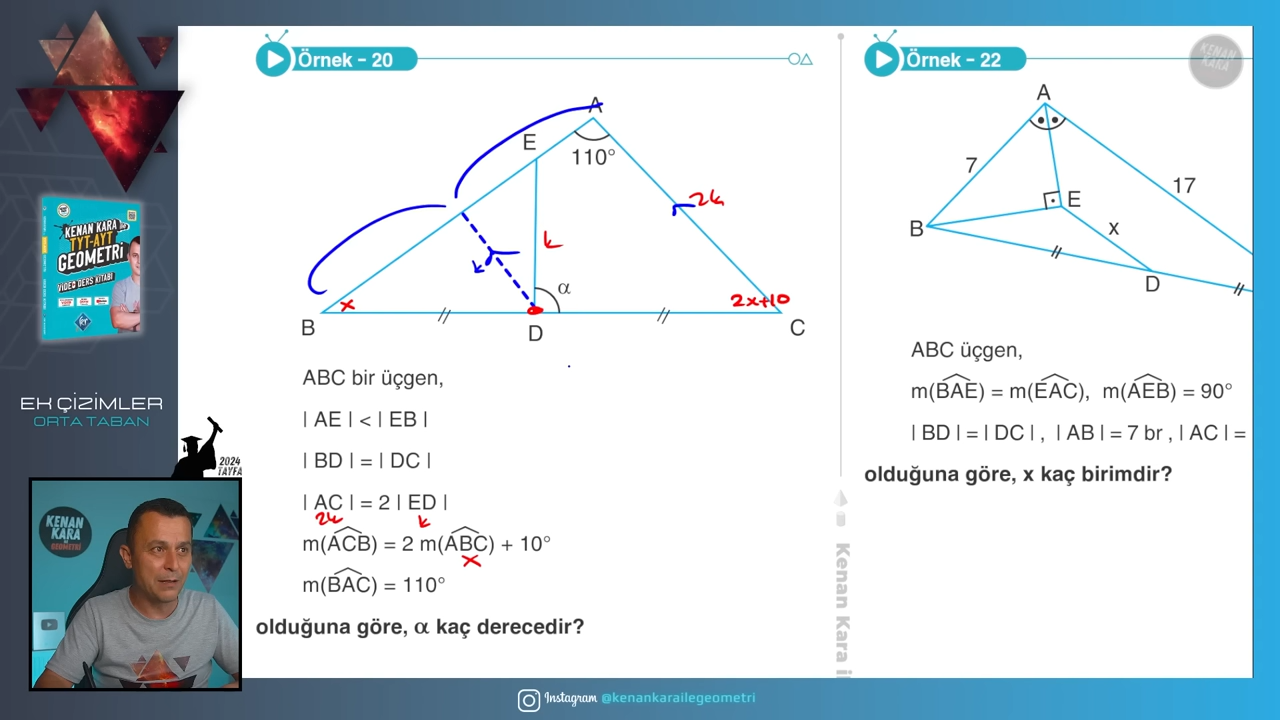 Örnek - 20
A
E
110°
2k
k
k
α
x
2x+10
B
D
C
ABC bir üçgen,
| AE | < | EB |
| BD | = | DC |
| AC | = 2 | ED |
2k k
m(ACB) = 2 m(ABC) + 10°
x
m(BAC) = 110°
olduğuna göre, α kaç derecedir?
Örnek - 22
KENAN KARA
A
7
17
E
B
x
D
ABC üçgen,
m(BAE) = m(EAC), m(AEB) = 90°
| BD | = | DC | , | AB | = 7 br , | AC | =
olduğuna göre, x kaç birimdir?
Kenan Kara il
KENAN KARA
TYT-AYT
GEOMETRİ
VİDEO DERS KİTABI
EK ÇİZİMLER
ORTA TABAN
2024
TAYFA
KENAN
KARA
GEOMETRİ
Instagram @kenankarailegeometri